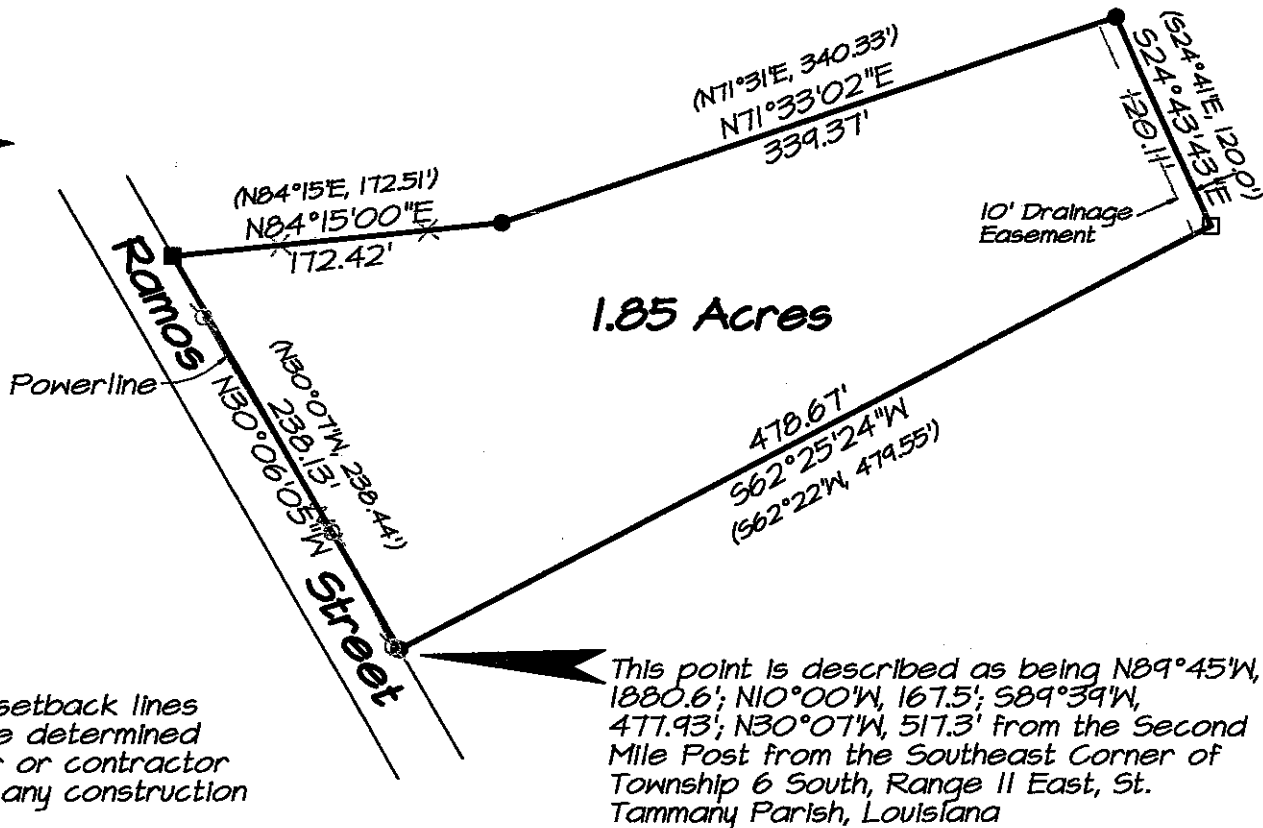 (N71°31'E, 340.33')
N71°33'02"E
339.37'
(S24°41'E, 120.0')
S24°43'43"E
120.11'
(N84°15'E, 172.51')
N84°15'00"E
172.42'
10' Drainage
Easement
1.85 Acres
Ramos Street
Powerline
(N30°07'W, 238.44')
238.13'
N30°06'05"W
478.67'
S62°25'24"W
(S62°22'W, 479.55')
This point is described as being N89°45'W,
1880.6'; N10°00'W, 167.5'; S89°39'W,
477.93'; N30°07'W, 517.3' from the Second
Mile Post from the Southeast Corner of
Township 6 South, Range 11 East, St.
Tammany Parish, Louisiana
setback lines
e determined
r or contractor
any construction